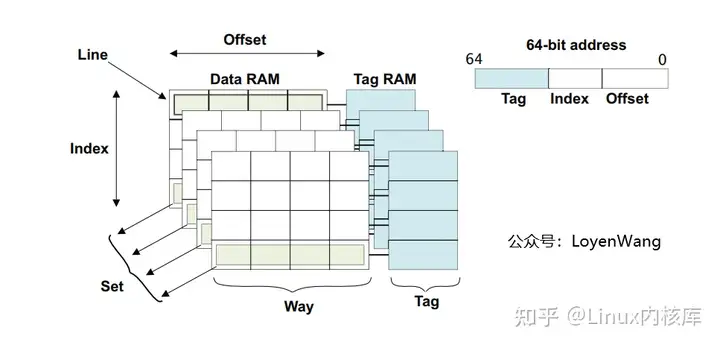 Offset
64-bit address
64
0
Line
Data RAM
Tag RAM
Tag
Index
Offset
Index
公众号：LoyenWang
Set
Way
Tag
知乎 @Linux内核库